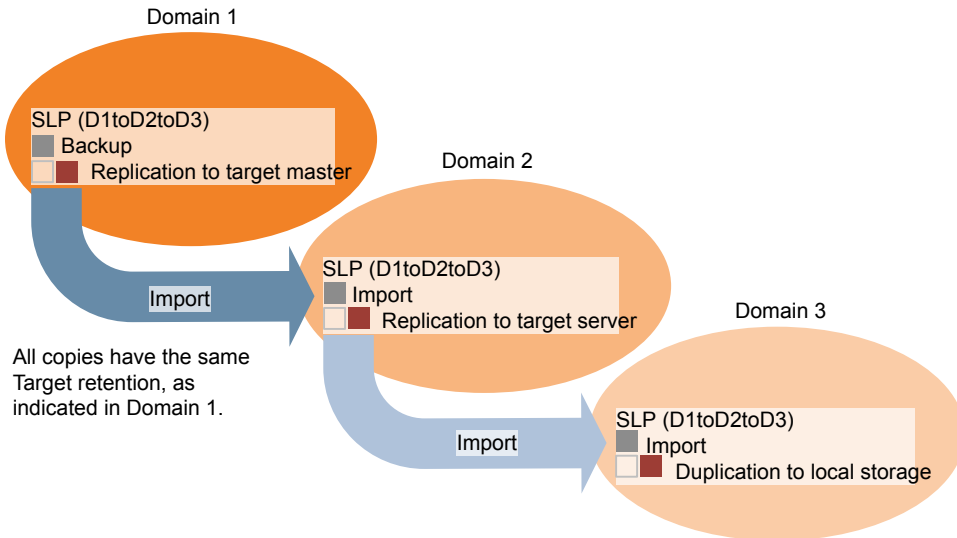 Domain 1
SLP (D1toD2toD3)
Backup
Replication to target master
Import
Domain 2
SLP (D1toD2toD3)
Import
Replication to target server
All copies have the same
Target retention, as
indicated in Domain 1.
Import
Domain 3
SLP (D1toD2toD3)
Import
Duplication to local storage